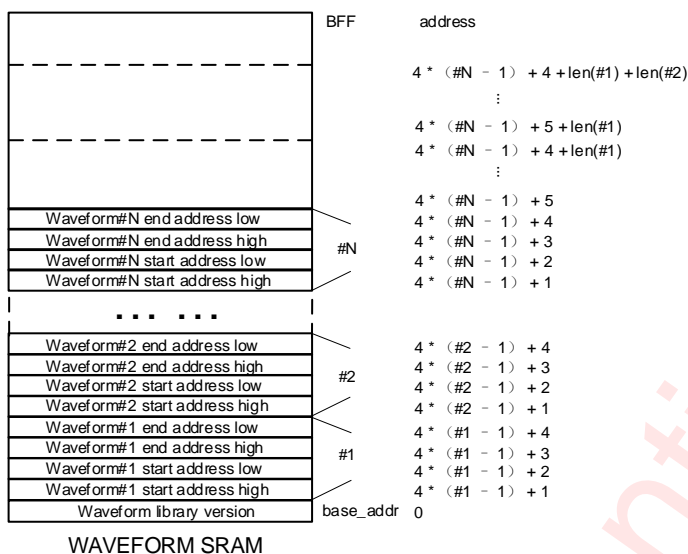 BFF address
4 * (#N - 1) + 4 + len(#1) + len(#2)
⋮
4 * (#N - 1) + 5 + len(#1)
4 * (#N - 1) + 4 + len(#1)
⋮
4 * (#N - 1) + 5
Waveform#N end address low 4 * (#N - 1) + 4
Waveform#N end address high #N 4 * (#N - 1) + 3
Waveform#N start address low 4 * (#N - 1) + 2
Waveform#N start address high 4 * (#N - 1) + 1
... ...
Waveform#2 end address low 4 * (#2 - 1) + 4
Waveform#2 end address high #2 4 * (#2 - 1) + 3
Waveform#2 start address low 4 * (#2 - 1) + 2
Waveform#2 start address high 4 * (#2 - 1) + 1
Waveform#1 end address low 4 * (#1 - 1) + 4
Waveform#1 end address high #1 4 * (#1 - 1) + 3
Waveform#1 start address low 4 * (#1 - 1) + 2
Waveform#1 start address high 4 * (#1 - 1) + 1
Waveform library version base_addr 0
WAVEFORM SRAM